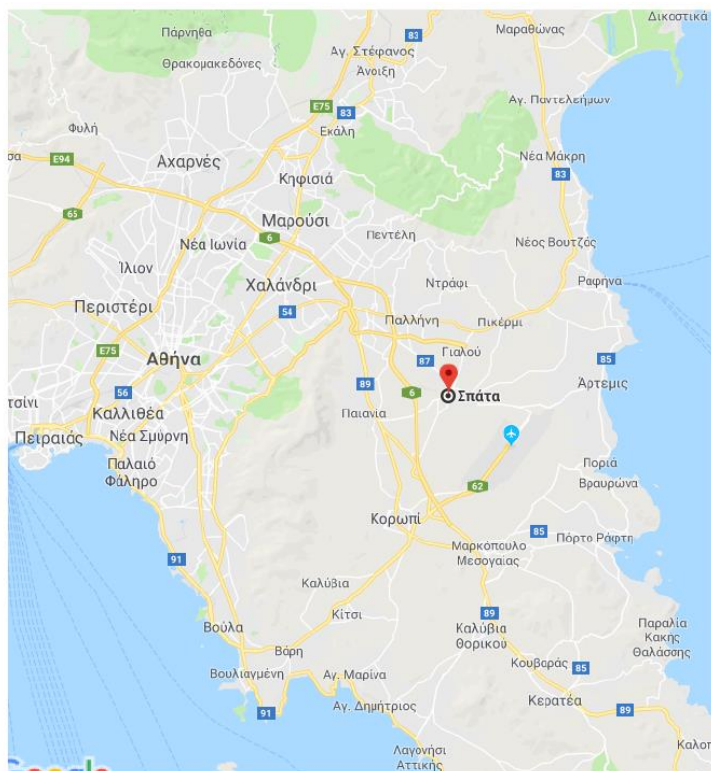 Δικαστικά
Μαραθώνας
Πάρνηθα
83
Αγ. Στέφανος
Θρακομακεδόνες
Άνοιξη
Αγ. Παντελεήμων
E75
83
Φυλή
Εκάλη
E94
Αχαρνές
Νέα Μάκρη
Κηφισιά
83
65
Μαρούσι
6
Πεντέλη
Νέα Ιωνία
Νέος Βουτζάς
Ίλιον
Χαλάνδρι
Ντράφι
Ραφήνα
Περιστέρι
54
Παλλήνη
Πικέρμι
E75
Αθήνα
Γιαλού
87
85
89
6
Άρτεμις
56
Σπάτα
τσίνι
Καλλιθέα
Παιανία
Πειραιάς
Νέα Σμύρνη
Παλαιό
Φάληρο
Ποριά
Βραυρώνα
62
Κορωπί
85
Πόρτο Ράφτη
Μαρκόπουλο
Μεσογαίας
91
Καλύβια
Κίτσι
89
Βούλα
Καλύβια
Θορικού
Παραλία
Κακής
Θαλάσσης
Βάρη
Κουβαράς
85
Βουλιαγμένη
Αγ. Μαρίνα
Κερατέα
91
Αγ. Δημήτριος
89
Λαγονήσι
Αττικής
Καλοπ